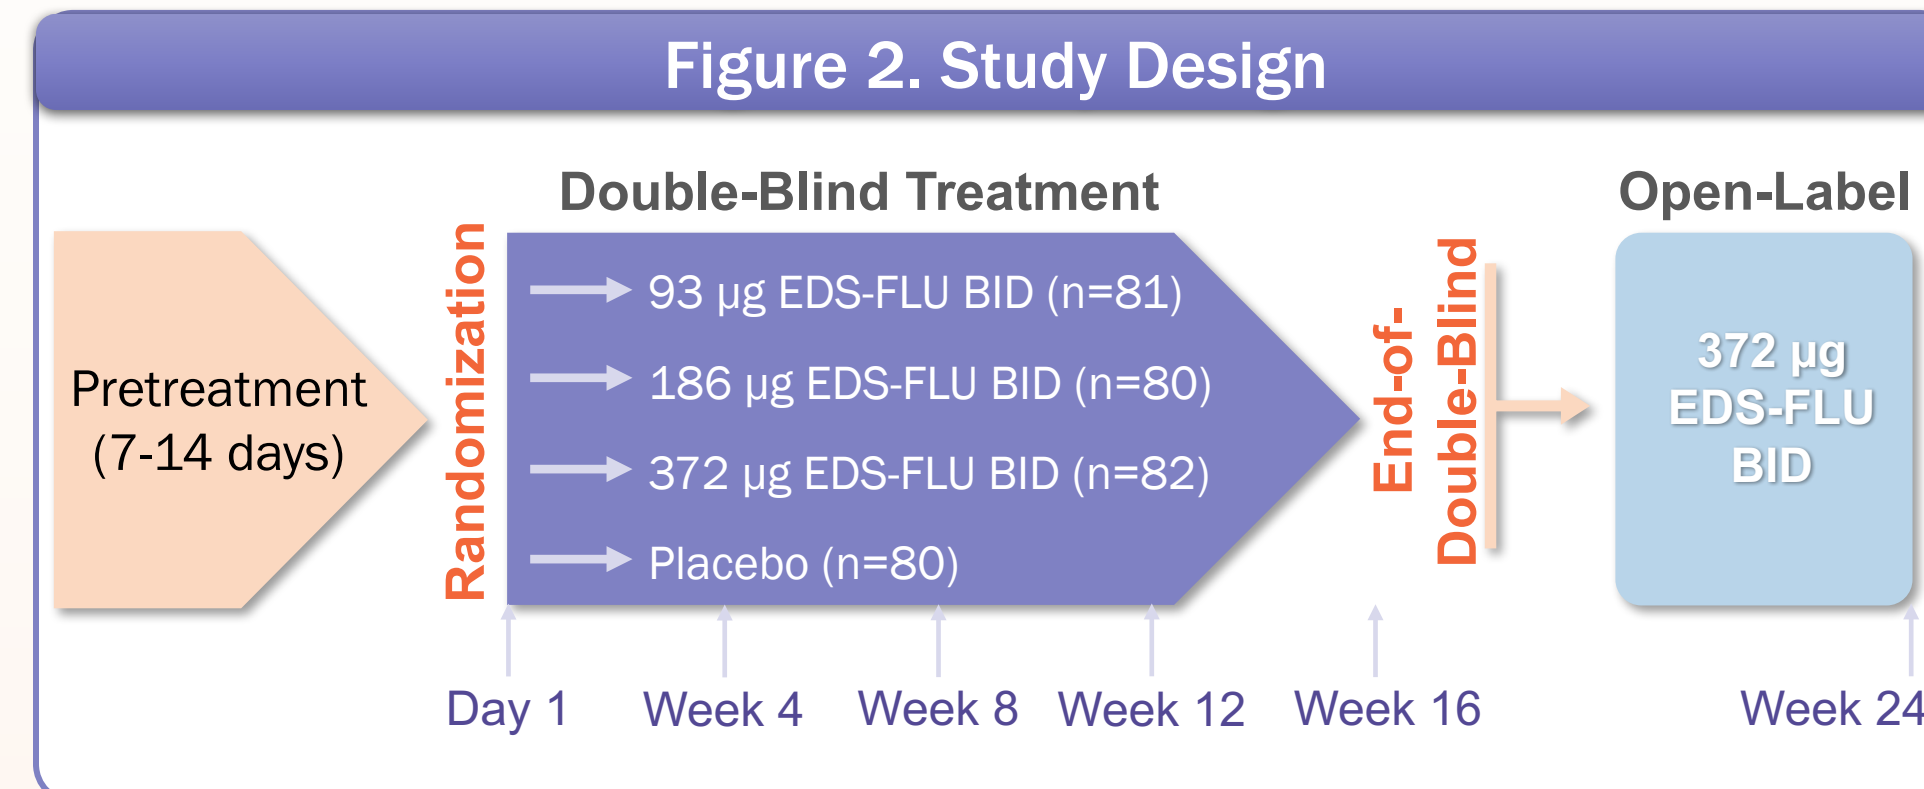 Figure 2. Study Design
Double-Blind Treatment
Open-Label
Pretreatment
(7-14 days)
Randomization
93 µg EDS-FLU BID (n=81)
186 µg EDS-FLU BID (n=80)
372 µg EDS-FLU BID (n=82)
Placebo (n=80)
End-of-
Double-Blind
372 µg
EDS-FLU
BID
Day 1
Week 4
Week 8
Week 12
Week 16
Week 24